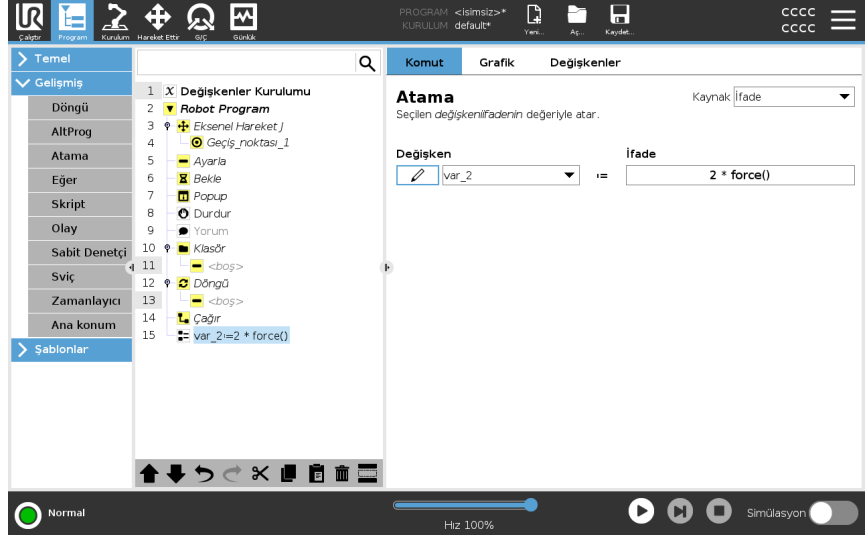 UR
Çalıştır
Program
Kurulum
Hareket Ettir
G/Ç
Günlük
PROGRAM <isimsiz>*
KURULUM default*
Yeni...
Aç...
Kaydet...
CCCC
CCCC
Temel
Gelişmiş
Döngü
AltProg
Atama
Eğer
Skript
Olay
Sabit Denetçi
Sviç
Zamanlayıcı
Ana konum
Şablonlar
1 X Değişkenler Kurulumu
2 Robot Program
3 Eksenel Hareket J
4 Geçiş_noktası_1
5 Ayarla
6 Bekle
7 Popup
8 Durdur
9 Yorum
10 Klasör
11 <boş>
12 Döngü
13 <boş>
14 Çağır
15 var_2:=2 * force()
Komut Grafik Değişkenler
Atama
Kaynak İfade
Seçilen değişkenilfadenin değeriyle atar.
Değişken İfade
var_2 := 2 * force()
Normal
Hız 100%
Simülasyon